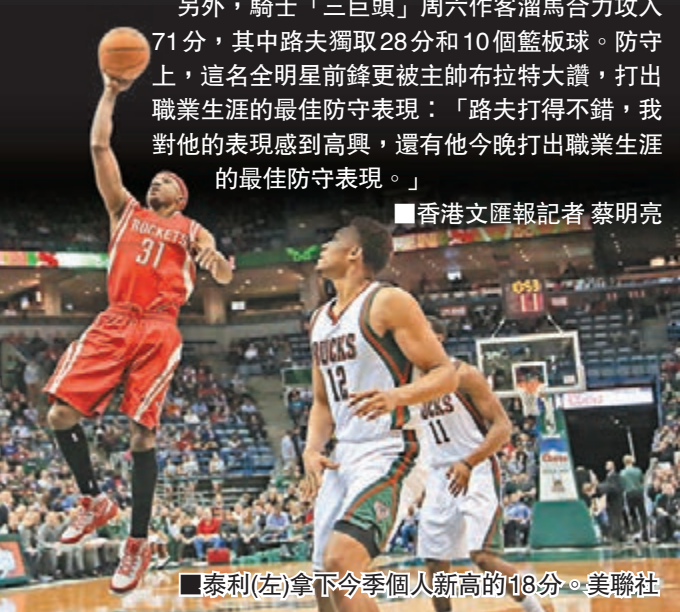 另外，騎士「三巨頭」周六作客溜馬合力攻入
71分，其中路夫獨取28分和10個籃板球。防守
上，這名全明星前鋒更被主帥布拉特大讚，打出
職業生涯的最佳防守表現：「路夫打得不錯，我
對他的表現感到高興，還有他今晚打出職業生涯
的最佳防守表現。」
■香港文匯報記者 蔡明亮
ROCKETS
31
BUCKS
12
11
■泰利(左)拿下今季個人新高的18分。美聯社